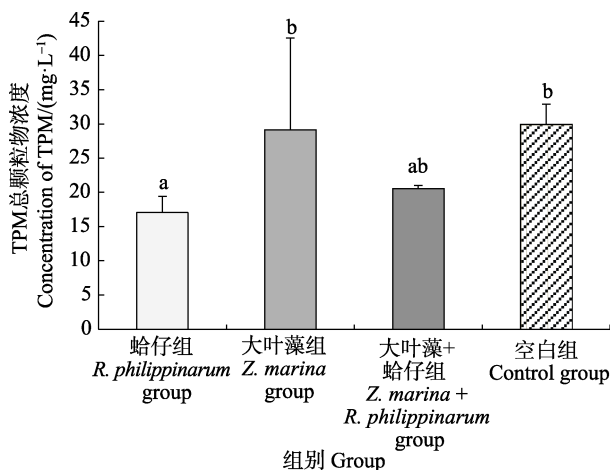 TPM总颗粒物浓度
Concentration of TPM/(mg·L⁻¹)
45
40
35
30
25
20
15
10
5
0
a
b
ab
b
蛤仔组
R. philippinarum
group
大叶藻组
Z. marina
group
大叶藻+
蛤仔组
Z. marina +
R. philippinarum
group
空白组
Control group
组别 Group